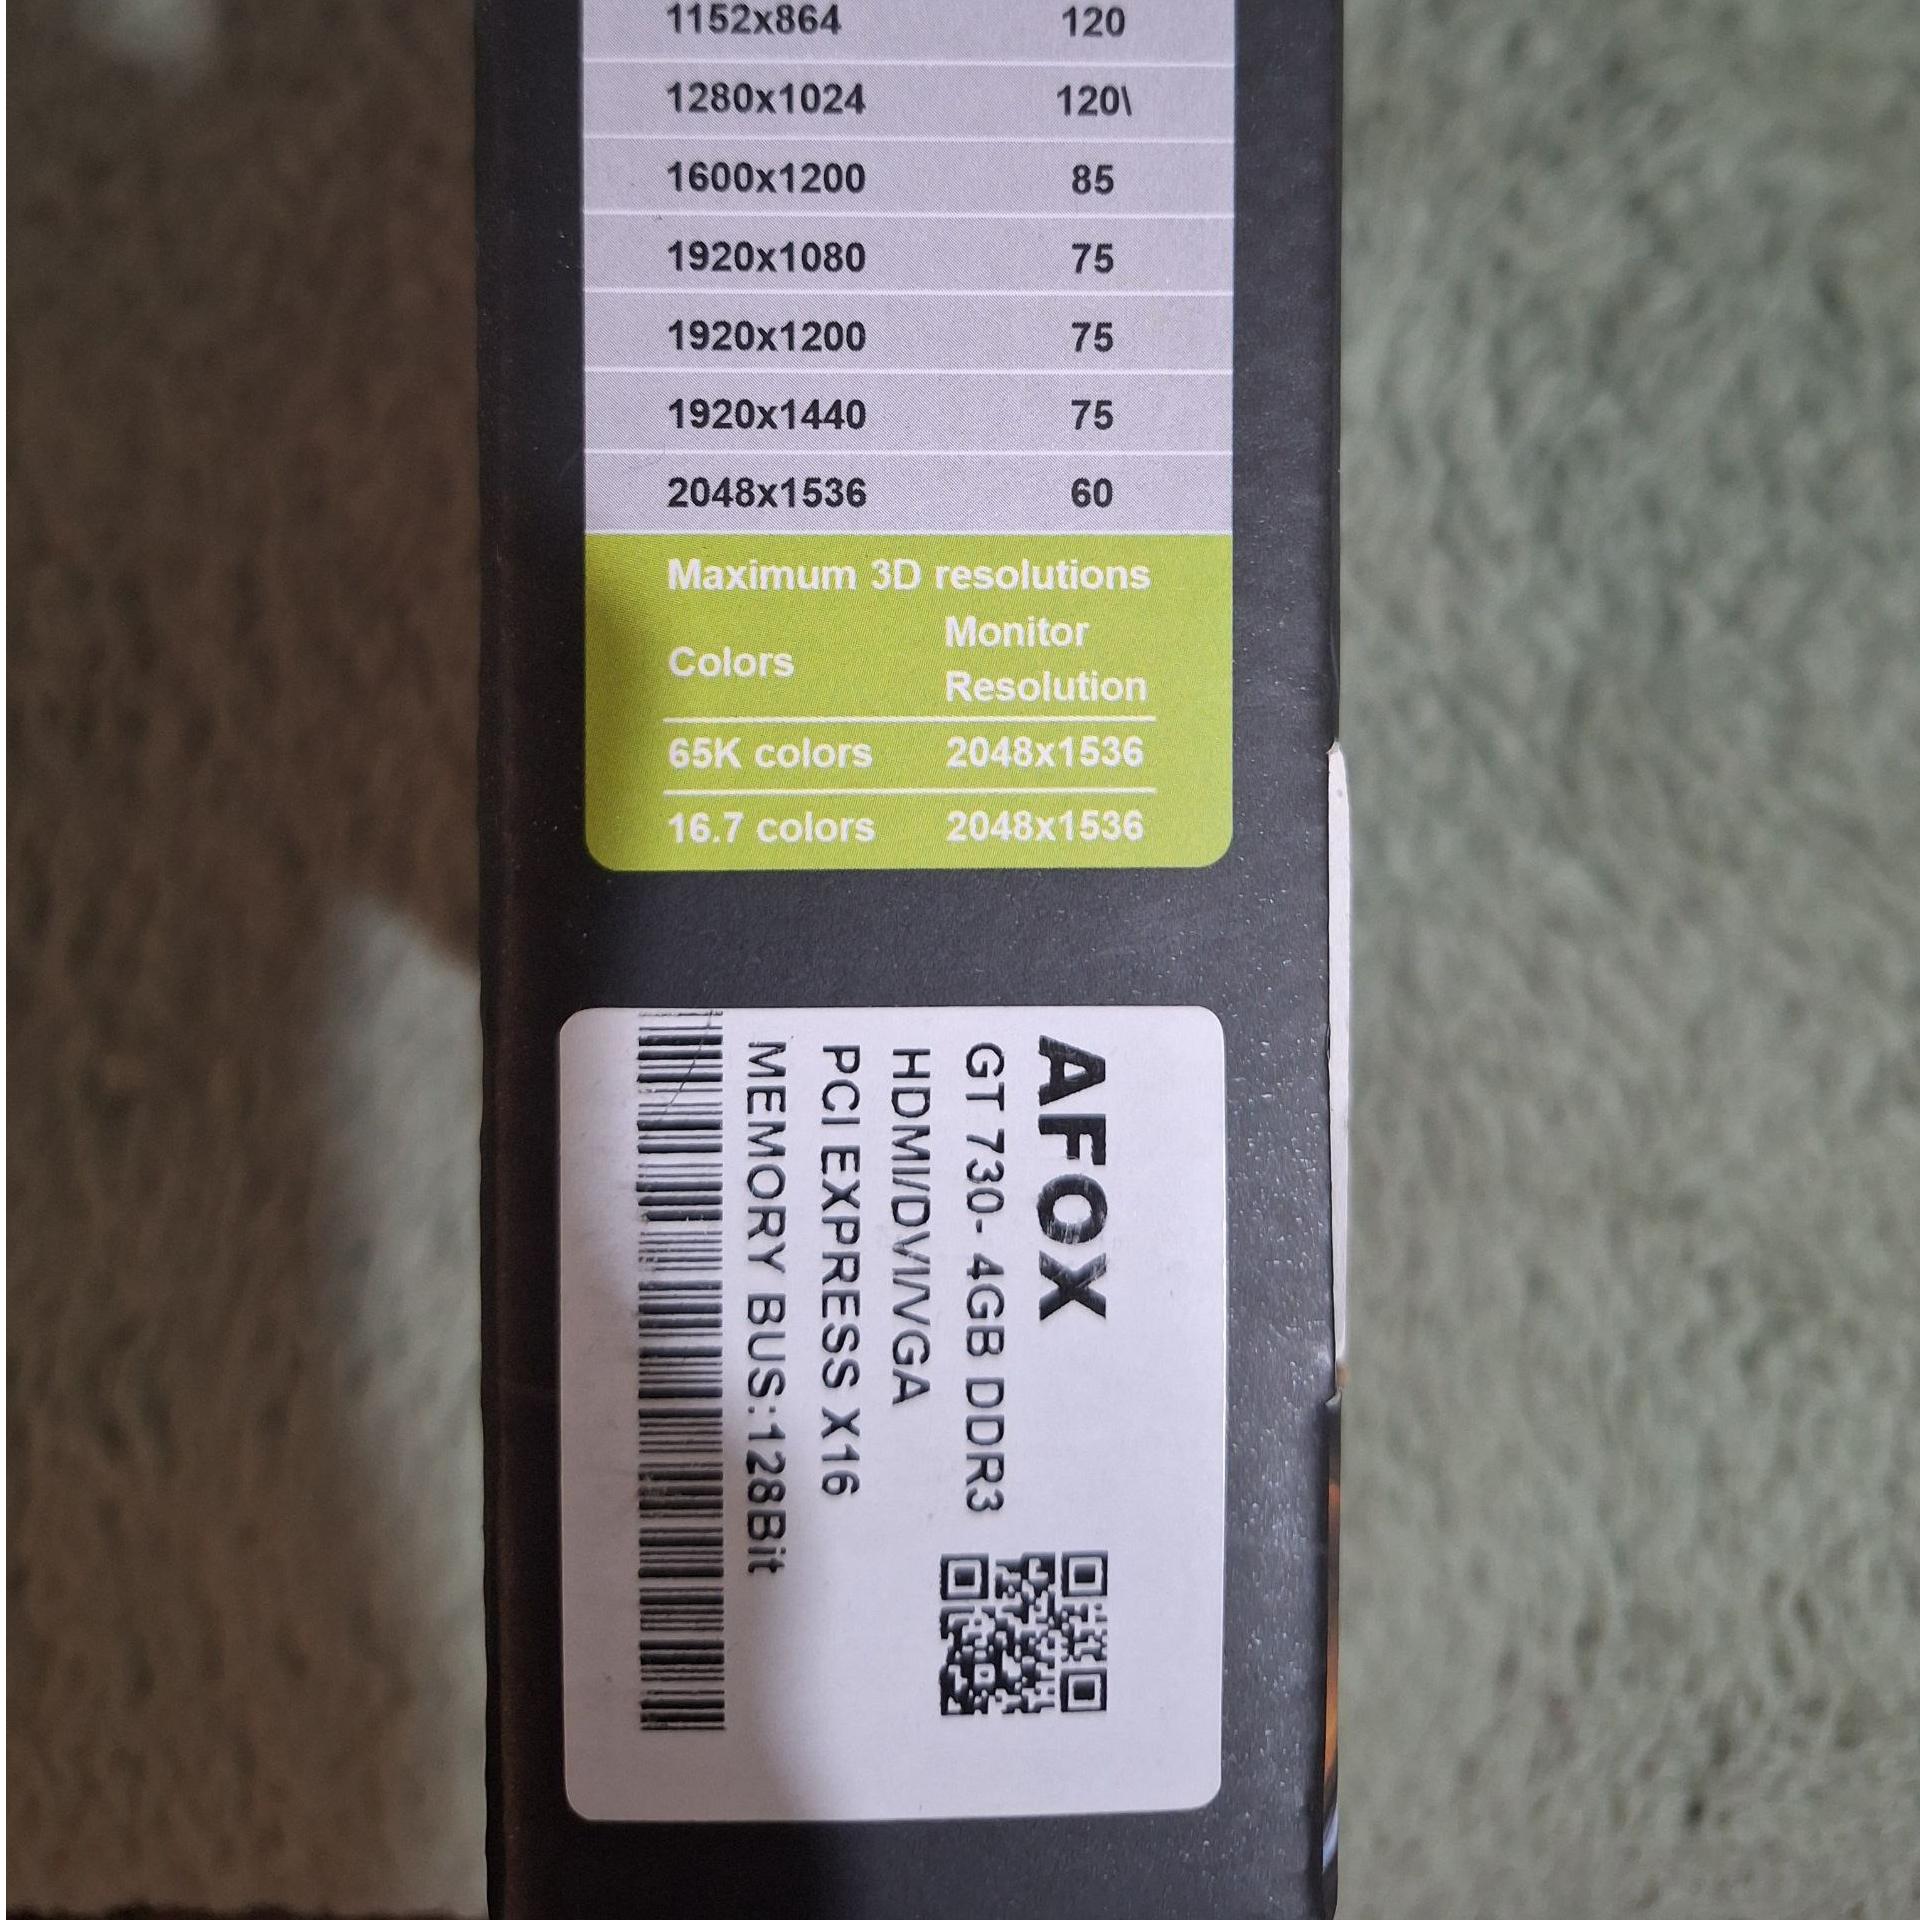 1152x864 120
1280x1024 120\
1600x1200 85
1920x1080 75
1920x1200 75
1920x1440 75
2048x1536 60
Maximum 3D resolutions
Colors Monitor Resolution
65K colors 2048x1536
16.7 colors 2048x1536
AFOX
GT 730- 4GB DDR3
HDMI/DVI/VGA
PCI EXPRESS X16
MEMORY BUS:128Bit